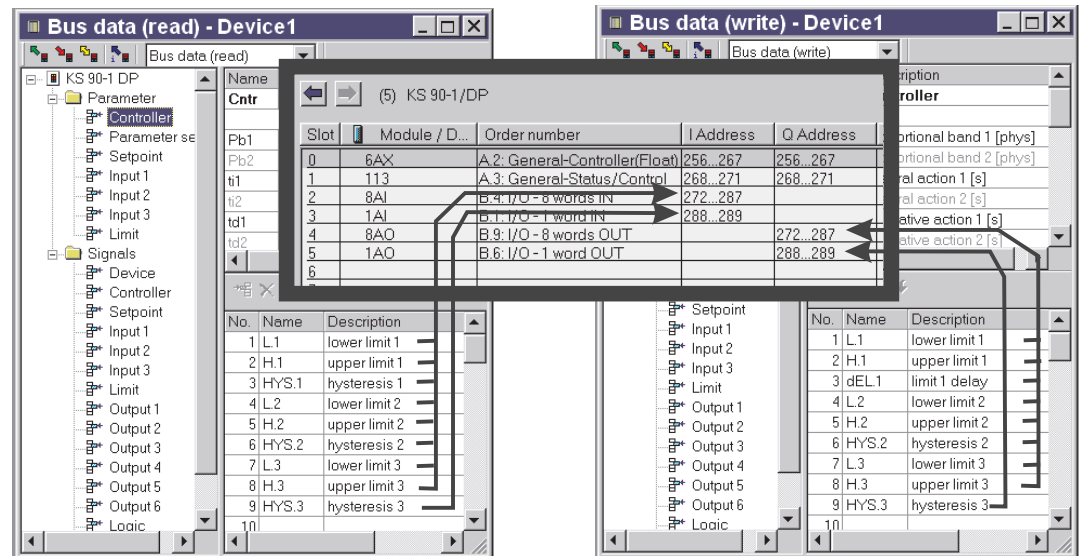 Bus data (read) - Device1
Bus data (read)
KS 90-1 DP
Parameter
Controller
Parameter se
Setpoint
Input 1
Input 2
Input 3
Limit
Signals
Device
Controller
Setpoint
Input 1
Input 2
Input 3
Limit
Output 1
Output 2
Output 3
Output 4
Output 5
Output 6
Logic
Name
Cntr
Pb1
Pb2
ti1
ti2
td1
td2
No. Name Description
1 L.1 lower limit 1
2 H.1 upper limit 1
3 HYS.1 hysteresis 1
4 L.2 lower limit 2
5 H.2 upper limit 2
6 HYS.2 hysteresis 2
7 L.3 lower limit 3
8 H.3 upper limit 3
9 HYS.3 hysteresis 3
10
(5) KS 90-1/DP
Slot Module / D... Order number I Address Q Address
0 6AX A.2: General-Controller(Float) 256...267 256...267
1 113 A.3: General-Status/Control 268...271 268...271
2 8AI B.4: I/O - 8 words IN 272...287
3 1AI B.1: I/O - 1 word IN 288...289
4 8AO B.9: I/O - 8 words OUT 272...287
5 1AO B.6: I/O - 1 word OUT 288...289
6
Bus data (write) - Device1
Bus data (write)
ription
roller
ortional band 1 [phys]
ortional band 2 [phys]
ral action 1 [s]
ral action 2 [s]
ative action 1 [s]
ative action 2 [s]
Setpoint
Input 1
Input 2
Input 3
Limit
Output 1
Output 2
Output 3
Output 4
Output 5
Output 6
Logic
No. Name Description
1 L.1 lower limit 1
2 H.1 upper limit 1
3 dEL.1 limit 1 delay
4 L.2 lower limit 2
5 H.2 upper limit 2
6 HYS.2 hysteresis 2
7 L.3 lower limit 3
8 H.3 upper limit 3
9 HYS.3 hysteresis 3
10